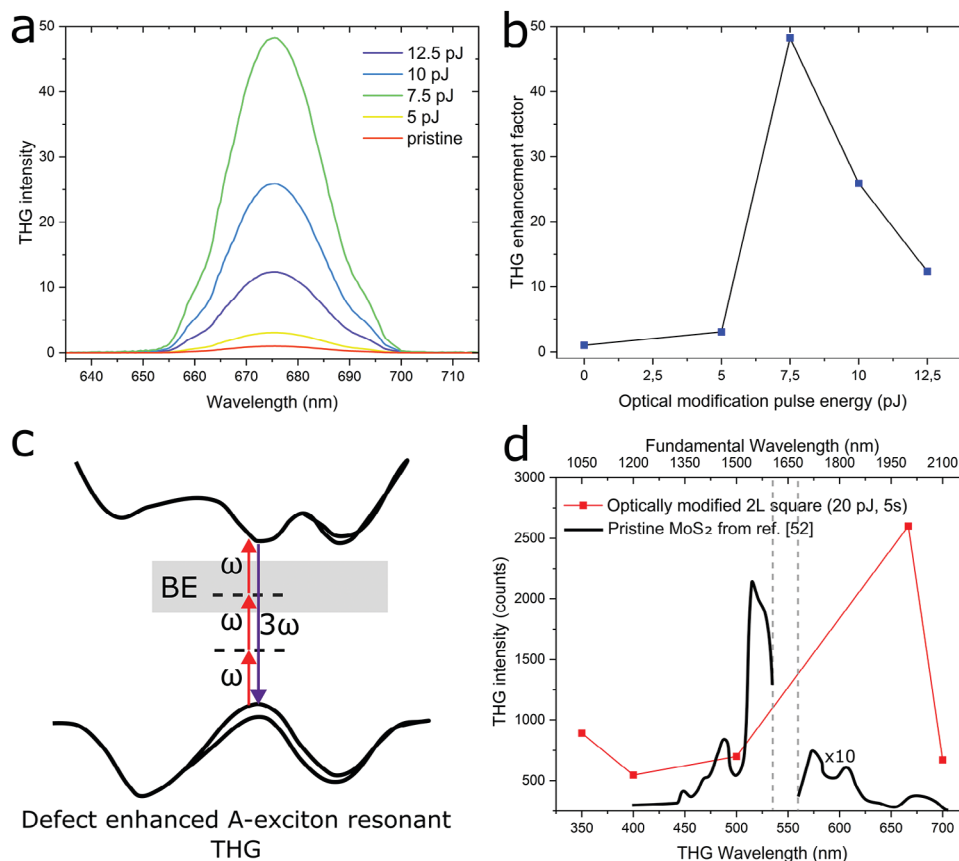 a
THG intensity
50
40
30
20
10
0
12.5 pJ
10 pJ
7.5 pJ
5 pJ
pristine
640 650 660 670 680 690 700 710
Wavelength (nm)
b
THG enhancement factor
50
40
30
20
10
0
0 2,5 5 7,5 10 12,5
Optical modification pulse energy (pJ)
c
BE
ω
ω
3ω
ω
Defect enhanced A-exciton resonant
THG
d
Fundamental Wavelength (nm)
1050 1200 1350 1500 1650 1800 1950 2100
THG intensity (counts)
3000
2500
2000
1750
1500
1250
1000
750
500
Optically modified 2L square (20 pJ, 5s)
Pristine MoS₂ from ref. [52]
x10
350 400 450 500 550 600 650 700
THG Wavelength (nm)